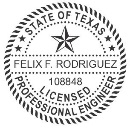 STATE OF TEXAS
FELIX F. RODRIGUEZ
108848
LICENSED
PROFESSIONAL ENGINEER